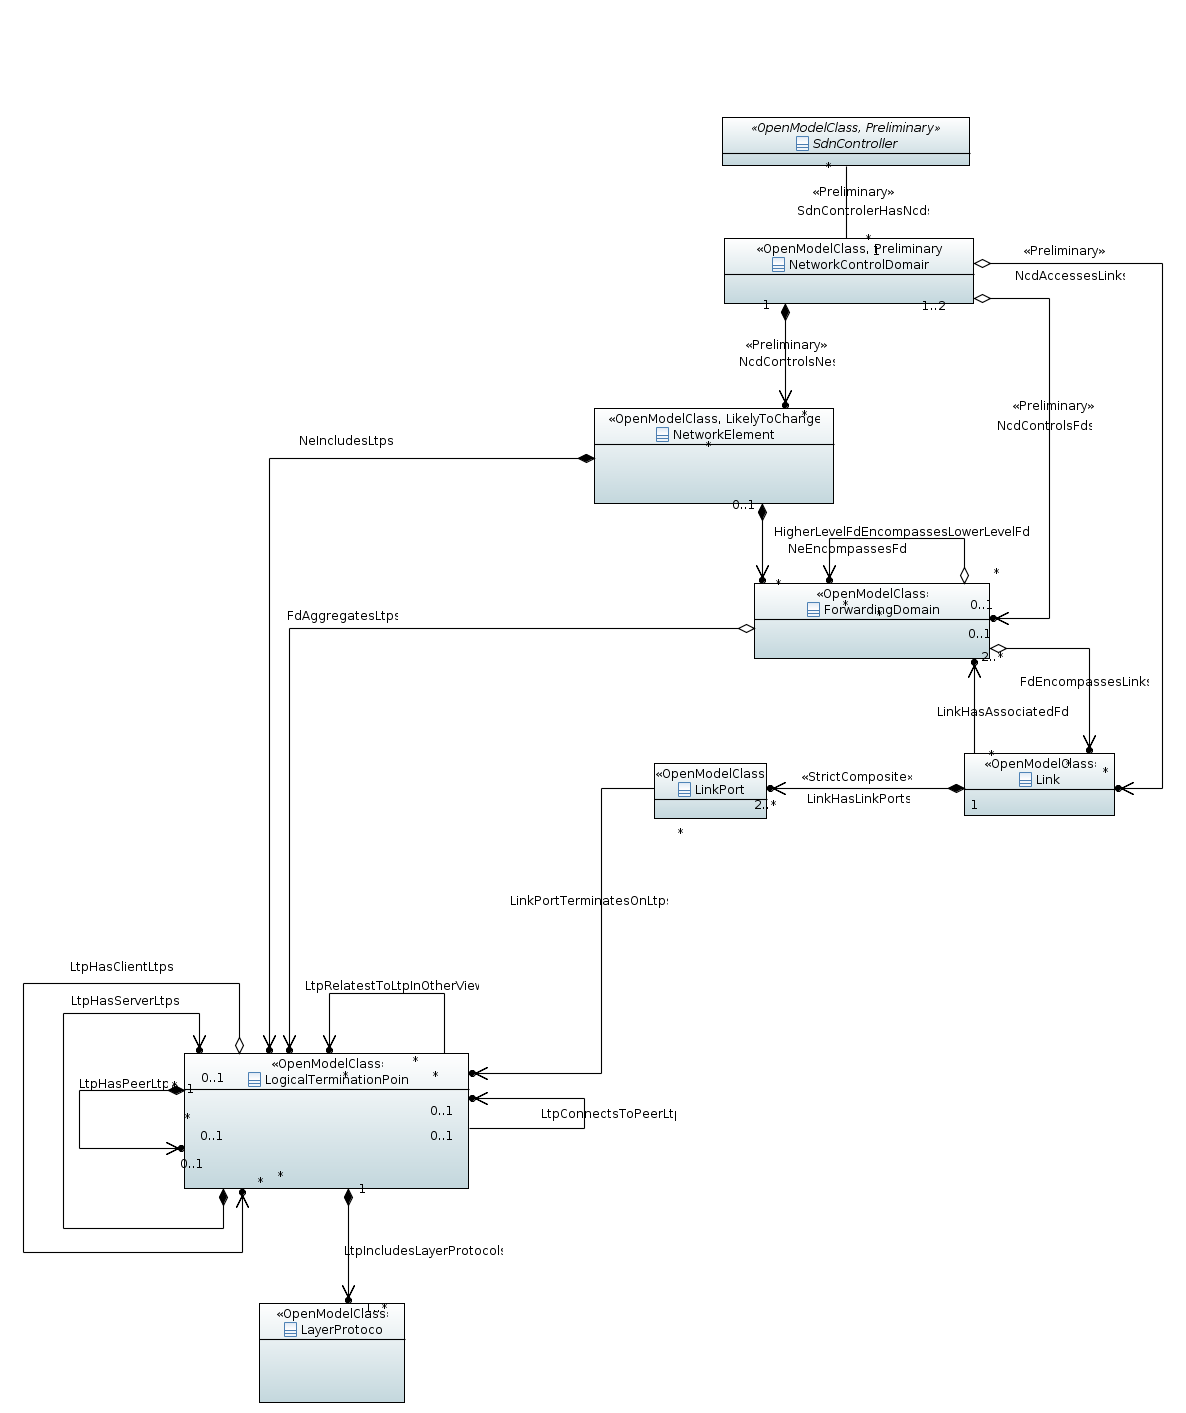 «OpenModelClass, Preliminary»
SdnController
*
«Preliminary»
SdnControlerHasNcds
*
«OpenModelClass, Preliminary
1
NetworkControlDomain
«Preliminary»
NcdAccessesLinks
1
1..2
«Preliminary»
NcdControlsNes
«Preliminary»
NcdControlsFds
*
«OpenModelClass, LikelyToChange
NetworkElement
*
NeIncludesLtps
0..1
HigherLevelFdEncompassesLowerLevelFd
NeEncompassesFd
*
*
«OpenModelClass:
ForwardingDomain
*
*
0..1
0..1
2..*
FdAggregatesLtps
FdEncompassesLinks
LinkHasAssociatedFd
*
*
*
«OpenModelClass:
Link
1
«StrictComposite»
LinkHasLinkPorts
«OpenModelClass
LinkPort
2..*
*
LinkPortTerminatesOnLtps
LtpHasClientLtps
LtpRelatestToLtpInOtherView
LtpHasServerLtps
*
«OpenModelClass:
LogicalTerminationPoin
*
*
0..1
LtpHasPeerLtp
*
1
0..1
LtpConnectsToPeerLtp
*
0..1
0..1
0..1
*
*
1
LtpIncludesLayerProtocols
1..*
«OpenModelClass:
LayerProtoco